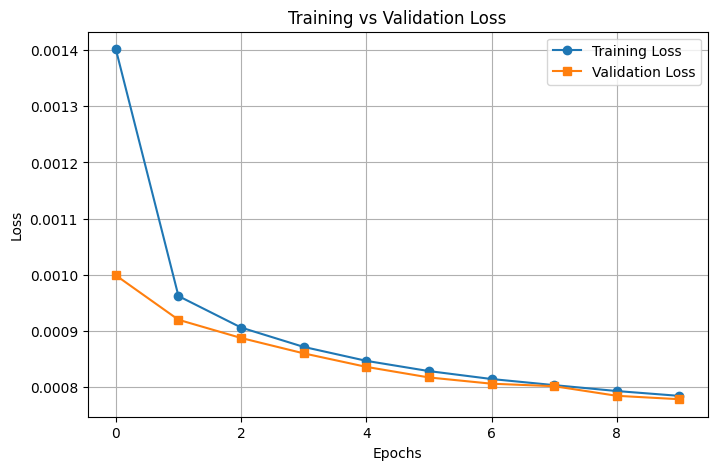 Training vs Validation Loss
Training Loss
Validation Loss
0.0014
0.0013
0.0012
0.0011
0.0010
0.0009
0.0008
Loss
0 2 4 6 8
Epochs